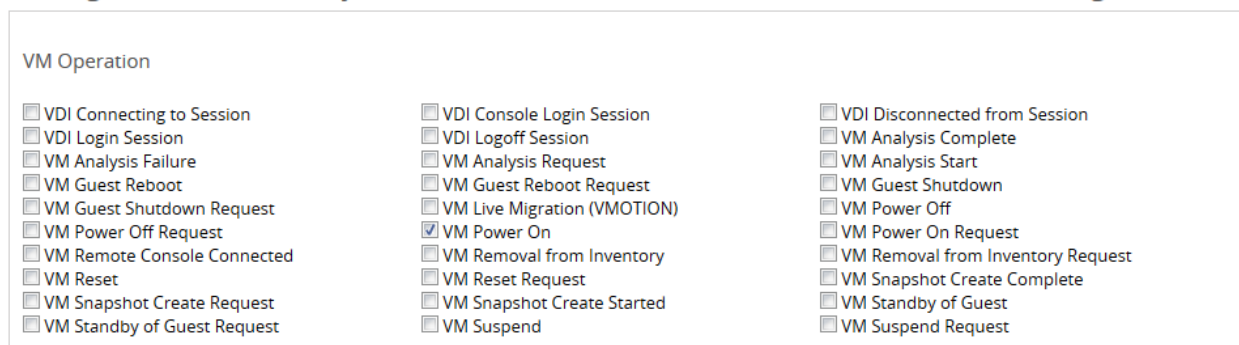 VM Operation
VDI Connecting to Session VDI Console Login Session VDI Disconnected from Session
VDI Login Session VDI Logoff Session VM Analysis Complete
VM Analysis Failure VM Analysis Request VM Analysis Start
VM Guest Reboot VM Guest Reboot Request VM Guest Shutdown
VM Guest Shutdown Request VM Live Migration (VMOTION) VM Power Off
VM Power Off Request VM Power On VM Power On Request
VM Remote Console Connected VM Removal from Inventory VM Removal from Inventory Request
VM Reset VM Reset Request VM Snapshot Create Complete
VM Snapshot Create Request VM Snapshot Create Started VM Standby of Guest
VM Standby of Guest Request VM Suspend VM Suspend Request